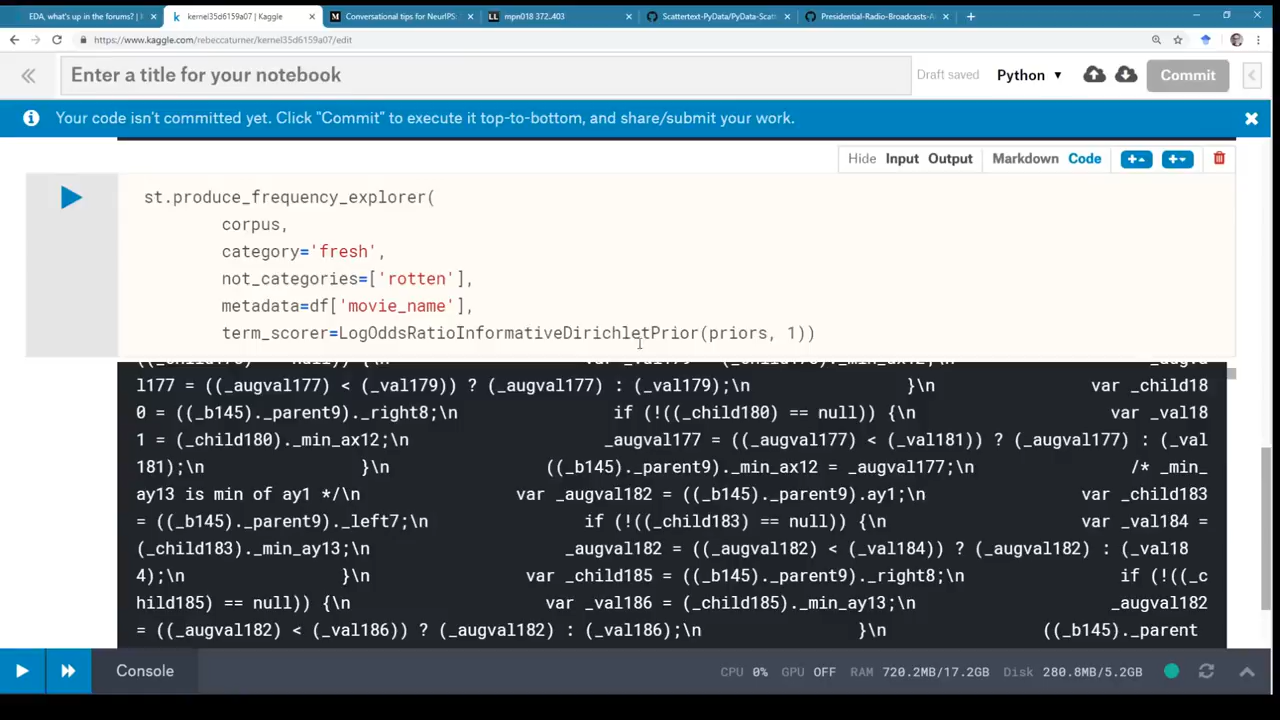 EDA, what's up in the forums? |
kernel35d6159a07 | Kaggle
Conversational tips for NeurIPS:
mpn018 372..403
Scattertext-PyData/PyData-Scatt
Presidential-Radio-Broadcasts-A
https://www.kaggle.com/rebeccaturner/kernel35d6159a07/edit
Enter a title for your notebook
Draft saved
Python
Commit
Your code isn't committed yet. Click "Commit" to execute it top-to-bottom, and share/submit your work.
Hide Input Output Markdown Code
st.produce_frequency_explorer(
corpus,
category='fresh',
not_categories=['rotten'],
metadata=df['movie_name'],
term_scorer=LogOddsRatioInformativeDirichletPrior(priors, 1))
l177 = ((_augval177) < (_val179)) ? (_augval177) : (_val179);\n }\n var _child18
0 = ((_b145)._parent9)._right8;\n if (!((_child180) == null)) {\n var _val18
1 = (_child180)._min_ax12;\n _augval177 = ((_augval177) < (_val181)) ? (_augval177) : (_val
181);\n }\n ((_b145)._parent9)._min_ax12 = _augval177;\n /* _min_
ay13 is min of ay1 */\n var _augval182 = ((_b145)._parent9).ay1;\n var _child183
= ((_b145)._parent9)._left7;\n if (!((_child183) == null)) {\n var _val184 =
(_child183)._min_ay13;\n _augval182 = ((_augval182) < (_val184)) ? (_augval182) : (_val18
4);\n }\n var _child185 = ((_b145)._parent9)._right8;\n if (!((_c
hild185) == null)) {\n var _val186 = (_child185)._min_ay13;\n _augval182
= ((_augval182) < (_val186)) ? (_augval182) : (_val186);\n }\n ((_b145)._parent
Console
CPU 0% GPU OFF RAM 720.2MB/17.2GB Disk 280.8MB/5.2GB